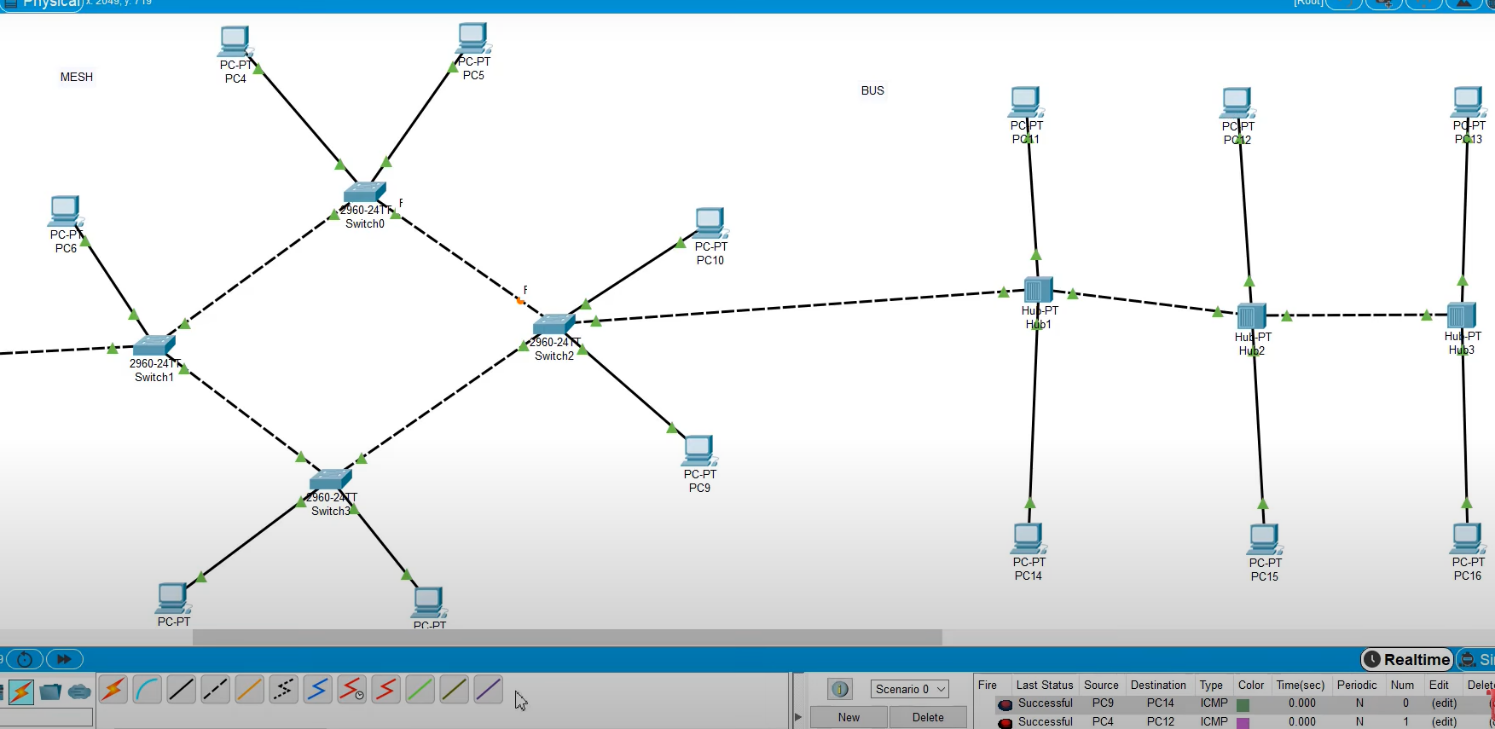 Physical x: 2049, y: 719
[Root]
MESH
BUS
PC-PT
PC4
PC-PT
PC5
PC-PT
PC11
PC-PT
PC12
PC-PT
PC13
2960-24TT
Switch0
F
PC-PT
PC6
PC-PT
PC10
F
Hub-PT
Hub1
2960-24TT
Switch2
Hub-PT
Hub2
Hub-PT
Hub3
2960-24TT
Switch1
PC-PT
PC9
2960-24TT
Switch3
PC-PT
PC14
PC-PT
PC15
PC-PT
PC16
PC-PT
PC-PT
Realtime
Scenario 0
New
Delete
Fire Last Status Source Destination Type Color Time(sec) Periodic Num Edit Delete
Successful PC9 PC14 ICMP 0.000 N 0 (edit)
Successful PC4 PC12 ICMP 0.000 N 1 (edit)